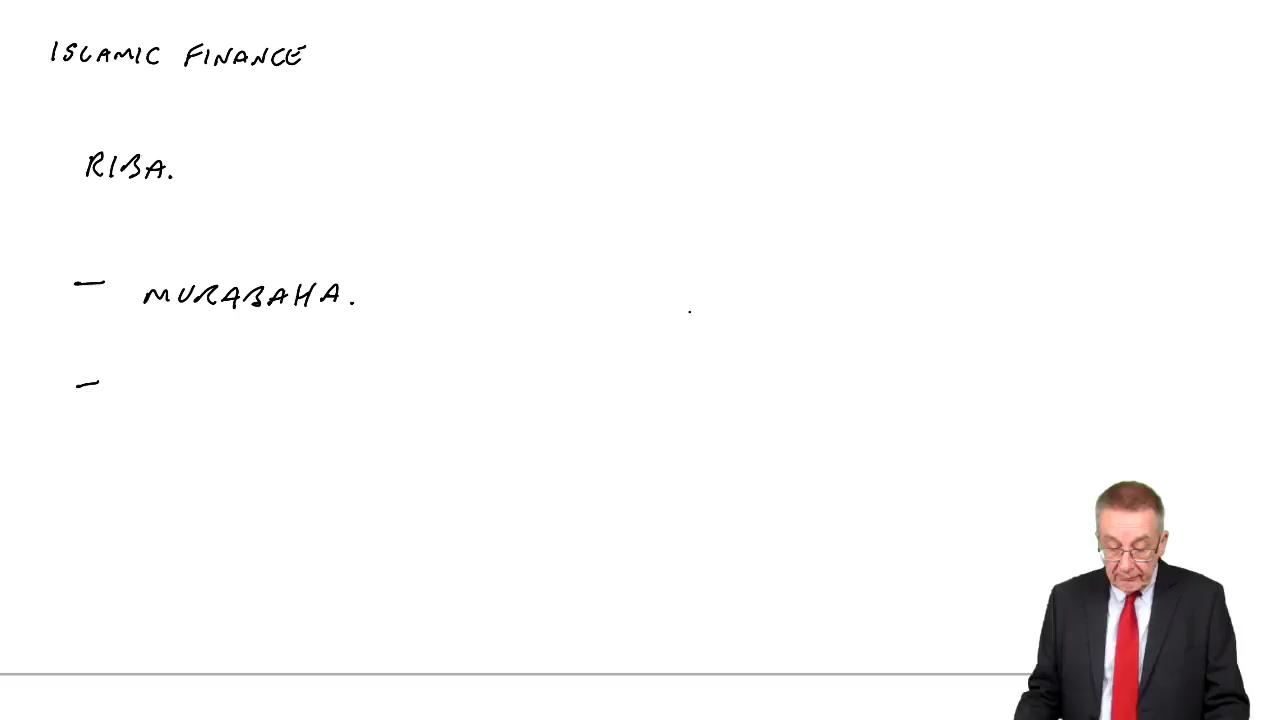 ISLAMIC FINANCE
RIBA.
– MURABAHA.
–